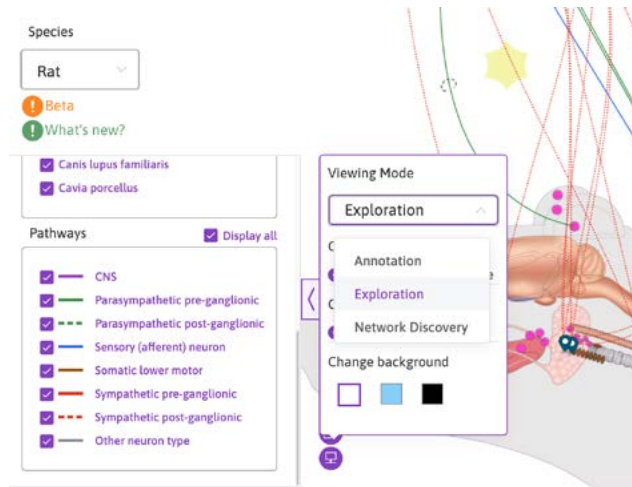 Species
Rat
Beta
What's new?
Canis lupus familiaris
Cavia porcellus
Pathways
Display all
CNS
Parasympathetic pre-ganglionic
Parasympathetic post-ganglionic
Sensory (afferent) neuron
Somatic lower motor
Sympathetic pre-ganglionic
Sympathetic post-ganglionic
Other neuron type
Viewing Mode
Exploration
Annotation
Exploration
Network Discovery
Change background